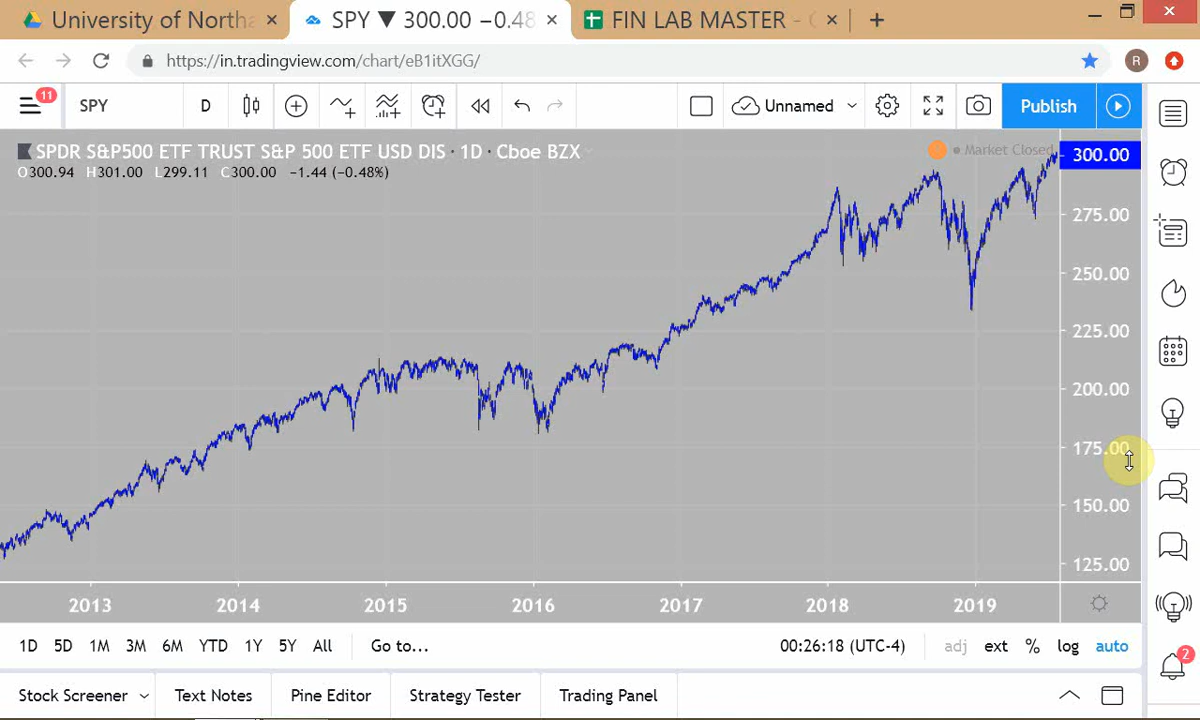 University of North
SPY ▼ 300.00 −0.48
FIN LAB MASTER -
https://in.tradingview.com/chart/eB1itXGG/
R
11
SPY
D
Unnamed
Publish
SPDR S&P500 ETF TRUST S&P 500 ETF USD DIS · 1D · Cboe BZX
Market Closed
O300.94 H301.00 L299.11 C300.00 −1.44 (−0.48%)
300.00
275.00
250.00
225.00
200.00
175.00
150.00
125.00
2013 2014 2015 2016 2017 2018 2019
1D 5D 1M 3M 6M YTD 1Y 5Y All Go to... 00:26:18 (UTC-4) adj ext % log auto
2
Stock Screener Text Notes Pine Editor Strategy Tester Trading Panel